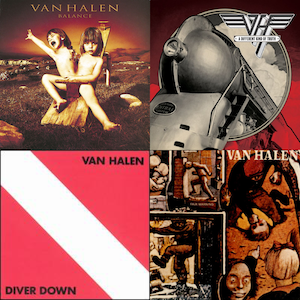 VAN HALEN
BALANCE
VH
A DIFFERENT KIND OF TRUTH
VAN HALEN
DIVER DOWN
VAN HALEN